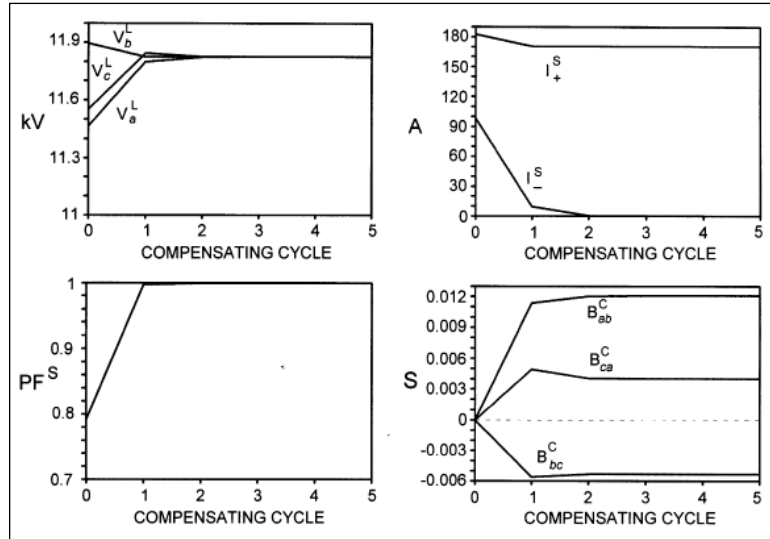 11.9
11.6
kV
11.3
11
V_b^L
V_c^L
V_a^L
0 1 2 3 4 5
COMPENSATING CYCLE
180
150
120
A
90
60
30
0
I_+^S
I_-^S
0 1 2 3 4 5
COMPENSATING CYCLE
1
0.9
PF^S
0.8
0.7
0 1 2 3 4 5
COMPENSATING CYCLE
0.012
0.009
0.006
S
0.003
0
-0.003
-0.006
B_ab^C
B_ca^C
B_bc^C
0 1 2 3 4 5
COMPENSATING CYCLE